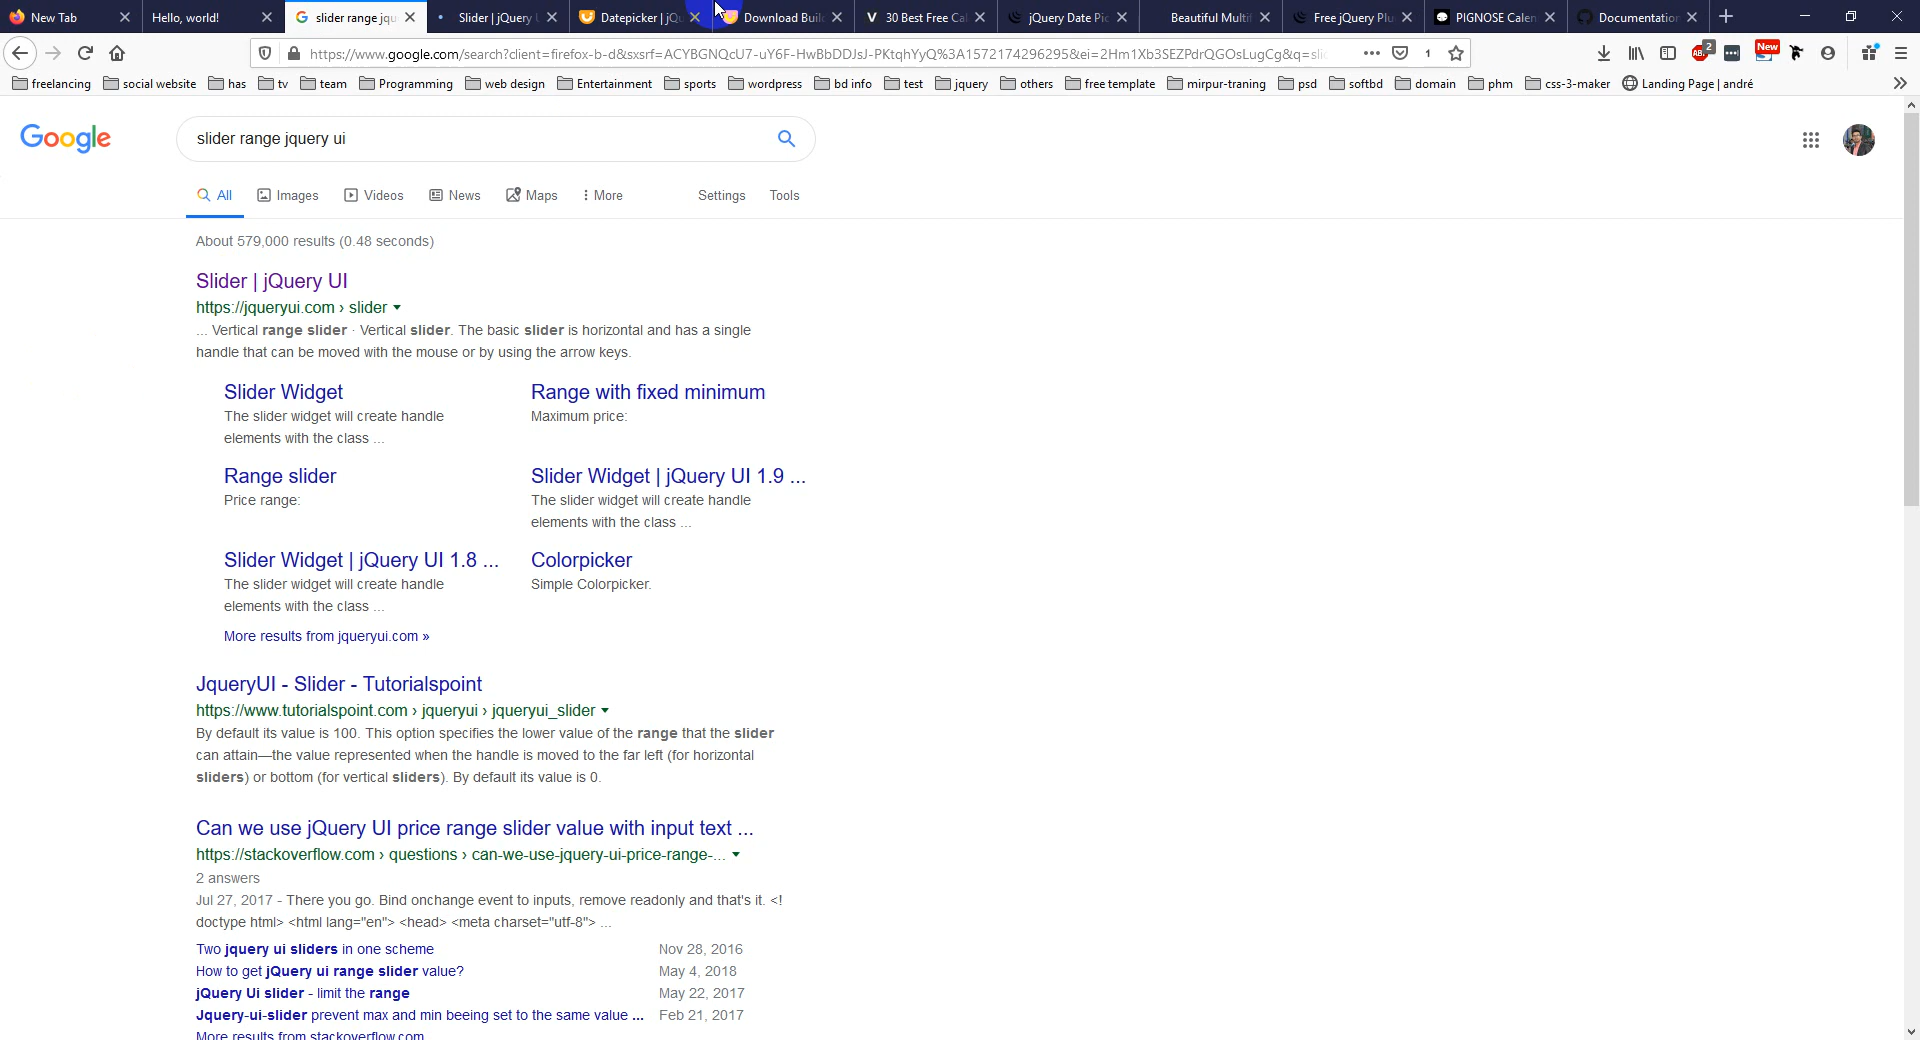 New Tab
Hello, world!
slider range jqu
Slider | jQuery U
Datepicker | jQu
Download Buil
30 Best Free Cal
jQuery Date Pic
Beautiful Multif
Free jQuery Plu
PIGNOSE Calen
Documentation
https://www.google.com/search?client=firefox-b-d&sxsrf=ACYBGNQcU7-uY6F-HwBbDDJsJ-PKtqhYyQ%3A1572174296295&ei=2Hm1Xb3SEZPdrQGOsLugCg&q=slid
1
ABP
2
New
freelancing
social website
has
tv
team
Programming
web design
Entertainment
sports
wordpress
bd info
test
jquery
others
free template
mirpur-traning
psd
softbd
domain
phm
css-3-maker
Landing Page | andré
Google
slider range jquery ui
All
Images
Videos
News
Maps
More
Settings
Tools
About 579,000 results (0.48 seconds)
Slider | jQuery UI
https://jqueryui.com › slider
... Vertical range slider · Vertical slider. The basic slider is horizontal and has a single
handle that can be moved with the mouse or by using the arrow keys.
Slider Widget
The slider widget will create handle
elements with the class ...
Range with fixed minimum
Maximum price:
Range slider
Price range:
Slider Widget | jQuery UI 1.9 ...
The slider widget will create handle
elements with the class ...
Slider Widget | jQuery UI 1.8 ...
The slider widget will create handle
elements with the class ...
Colorpicker
Simple Colorpicker.
More results from jqueryui.com »
JqueryUI - Slider - Tutorialspoint
https://www.tutorialspoint.com › jqueryui › jqueryui_slider
By default its value is 100. This option specifies the lower value of the range that the slider
can attain—the value represented when the handle is moved to the far left (for horizontal
sliders) or bottom (for vertical sliders). By default its value is 0.
Can we use jQuery UI price range slider value with input text ...
https://stackoverflow.com › questions › can-we-use-jquery-ui-price-range-...
2 answers
Jul 27, 2017 - There you go. Bind onchange event to inputs, remove readonly and that's it. <!
doctype html> <html lang="en"> <head> <meta charset="utf-8"> ...
Two jquery ui sliders in one scheme Nov 28, 2016
How to get jQuery ui range slider value? May 4, 2018
jQuery Ui slider - limit the range May 22, 2017
Jquery-ui-slider prevent max and min beeing set to the same value ... Feb 21, 2017
More results from stackoverflow.com